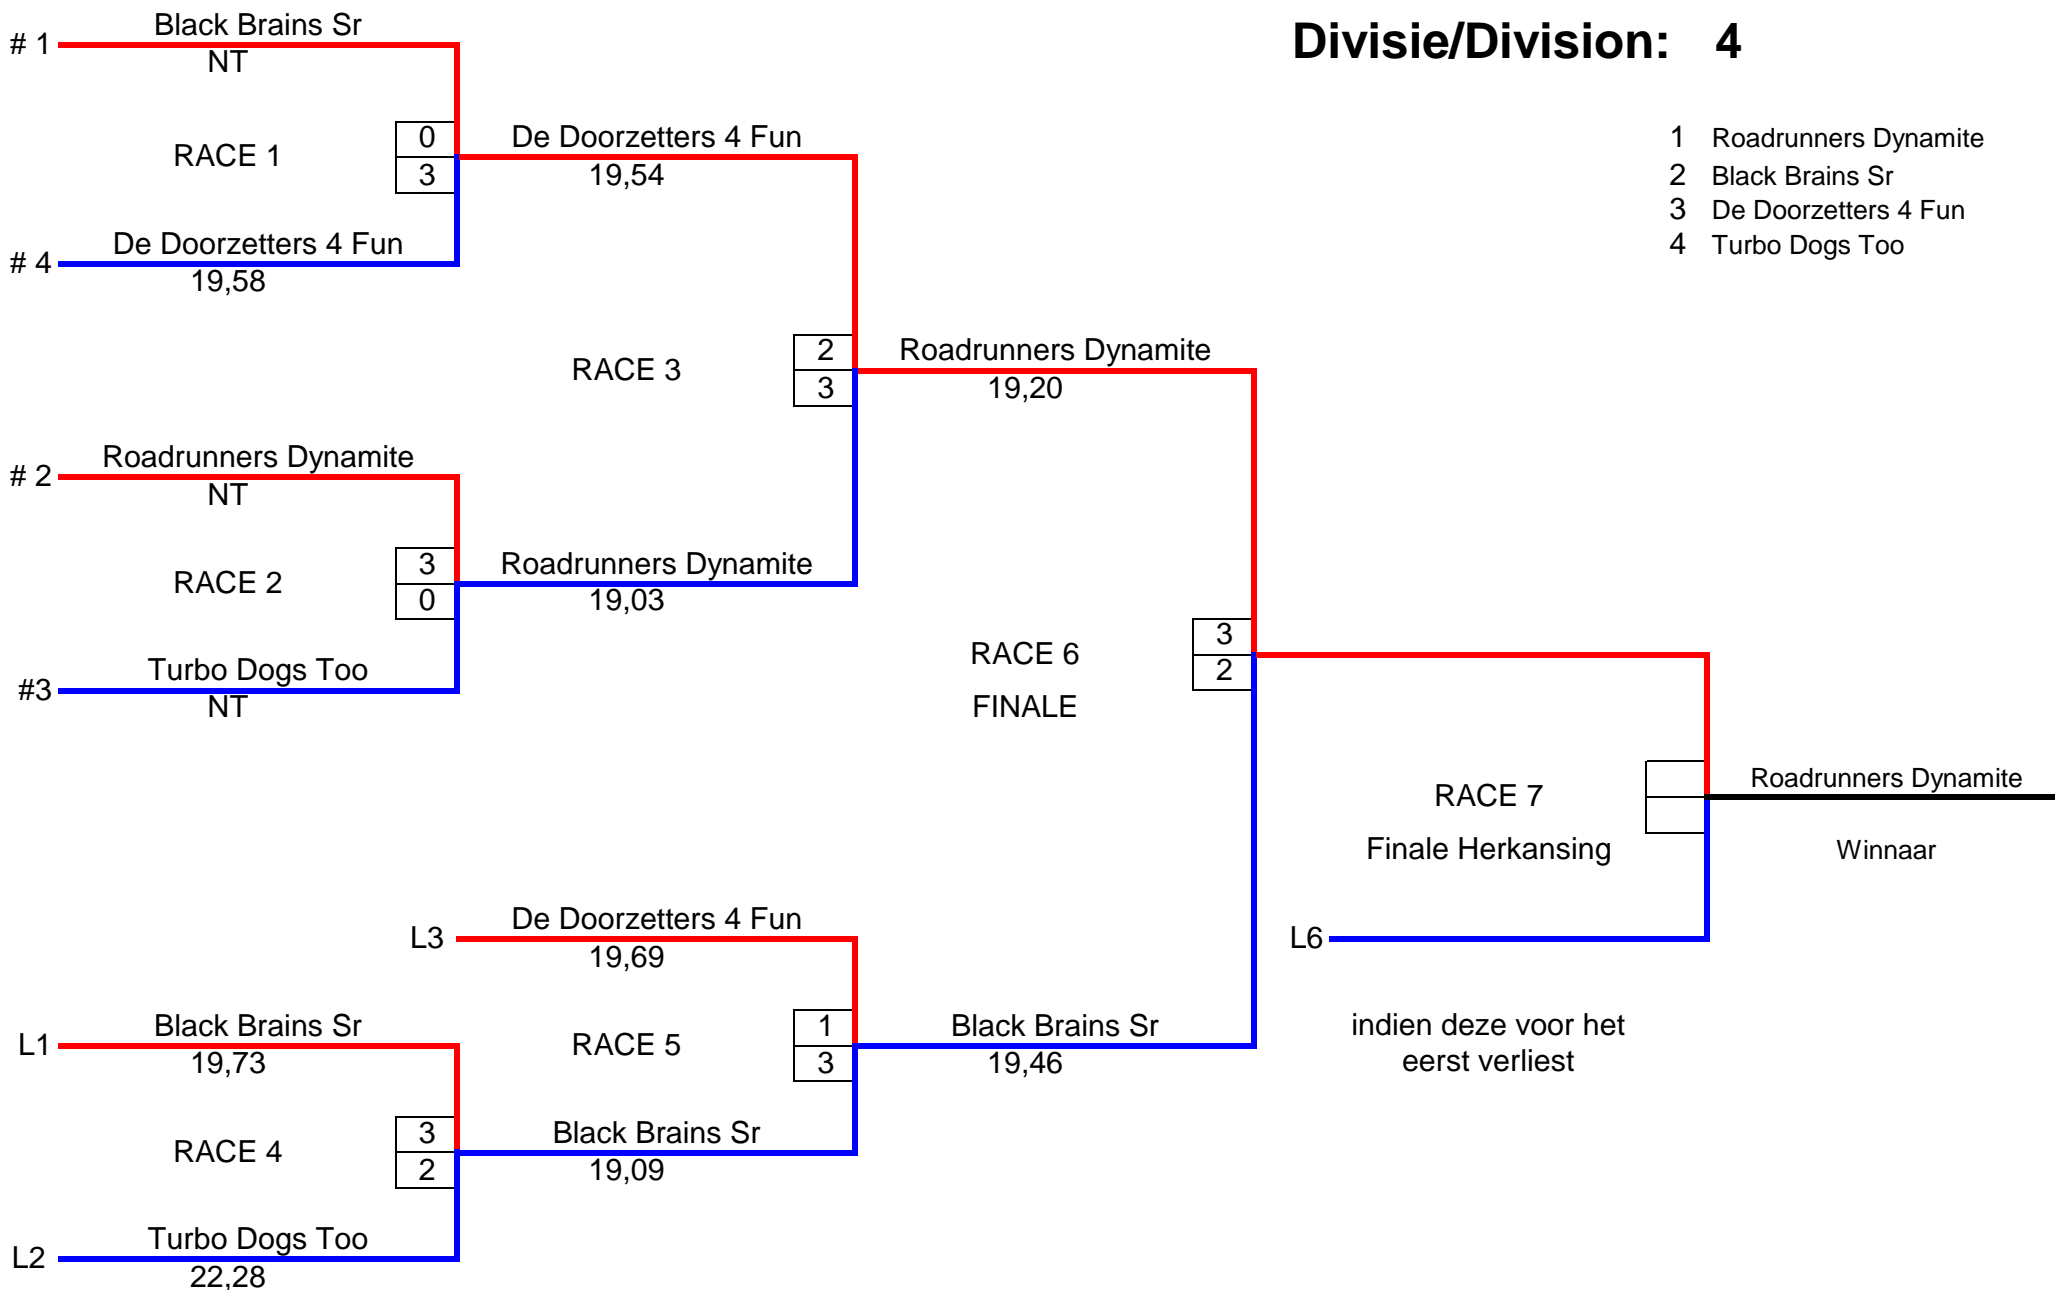 Divisie/Division: 4
1 Roadrunners Dynamite
2 Black Brains Sr
3 De Doorzetters 4 Fun
4 Turbo Dogs Too
# 1
Black Brains Sr
NT
RACE 1
0
3
# 4
De Doorzetters 4 Fun
19,58
De Doorzetters 4 Fun
19,54
RACE 3
2
3
# 2
Roadrunners Dynamite
NT
RACE 2
3
0
#3
Turbo Dogs Too
NT
Roadrunners Dynamite
19,03
Roadrunners Dynamite
19,20
RACE 6
FINALE
3
2
RACE 7
Finale Herkansing
Roadrunners Dynamite
Winnaar
L6
indien deze voor het
eerst verliest
L3
De Doorzetters 4 Fun
19,69
RACE 5
1
3
Black Brains Sr
19,46
L1
Black Brains Sr
19,73
RACE 4
3
2
Black Brains Sr
19,09
L2
Turbo Dogs Too
22,28